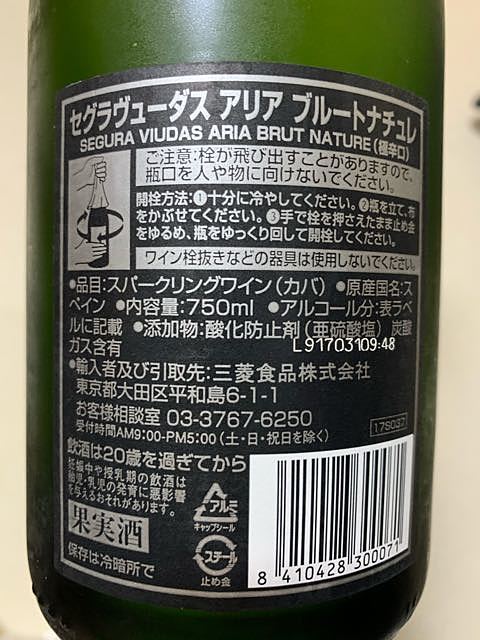 セグラヴューダス アリア ブルートナチュレ
SEGURA VIUDAS ARIA BRUT NATURE(極辛口)
ご注意:栓が飛び出すことがありますので、
瓶口を人や物に向けないでください。
開栓方法:❶十分に冷やしてください。❷瓶を立て、布
をかぶせてください。❸手で栓を押さえたまま止め金
をゆるめ、瓶をゆっくり回して開栓してください。
ワイン栓抜きなどの器具は使用しないでください。
●品目:スパークリングワイン(カバ) ●原産国名:ス
ペイン ●内容量:750ml ●アルコール分:表ラベ
ルに記載 ●添加物:酸化防止剤(亜硫酸塩) 炭酸
ガス含有
L91703109:48
●輸入者及び引取先:三菱食品株式会社
東京都大田区平和島6-1-1
お客様相談室 03-3767-6250
受付時間AM9:00-PM5:00(土・日・祝日を除く)
17S037
飲酒は20歳を過ぎてから
妊娠中や授乳期の飲酒は
胎児・乳児の発育に悪影響
を与えるおそれがあります。
果実酒
保存は冷暗所で
アルミ
キャップシール
スチール
止め金
8 410428 300071